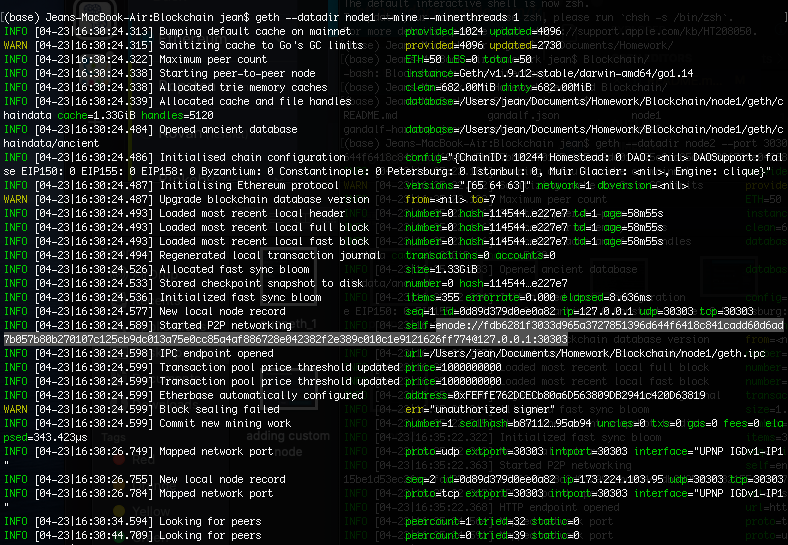 [(base) Jeans-MacBook-Air:Blockchain jean$ geth --datadir node1 --mine --minerthreads 1 ]
INFO [04-23|16:30:24.313] Bumping default cache on mainnet provided=1024 updated=4096
WARN [04-23|16:30:24.315] Sanitizing cache to Go's GC limits provided=4096 updated=2730
INFO [04-23|16:30:24.322] Maximum peer count ETH=50 LES=0 total=50
INFO [04-23|16:30:24.338] Starting peer-to-peer node instance=Geth/v1.9.12-stable/darwin-amd64/go1.14
INFO [04-23|16:30:24.338] Allocated trie memory caches clean=682.00MiB dirty=682.00MiB
INFO [04-23|16:30:24.339] Allocated cache and file handles database=/Users/jean/Documents/Homework/Blockchain/node1/geth/c
haindata cache=1.33GiB handles=5120
INFO [04-23|16:30:24.484] Opened ancient database database=/Users/jean/Documents/Homework/Blockchain/node1/geth/c
haindata/ancient
INFO [04-23|16:30:24.486] Initialised chain configuration config="{ChainID: 10244 Homestead: 0 DAO: <nil> DAOSupport: fal
se EIP150: 0 EIP155: 0 EIP158: 0 Byzantium: 0 Constantinople: 0 Petersburg: 0 Istanbul: 0, Muir Glacier: <nil>, Engine: clique}"
INFO [04-23|16:30:24.487] Initialising Ethereum protocol versions="[65 64 63]" network=1 dbversion=<nil>
WARN [04-23|16:30:24.487] Upgrade blockchain database version from=<nil> to=7
INFO [04-23|16:30:24.493] Loaded most recent local header number=0 hash=114544…e227e7 td=1 age=58m55s
INFO [04-23|16:30:24.493] Loaded most recent local full block number=0 hash=114544…e227e7 td=1 age=58m55s
INFO [04-23|16:30:24.493] Loaded most recent local fast block number=0 hash=114544…e227e7 td=1 age=58m55s
INFO [04-23|16:30:24.494] Regenerated local transaction journal transactions=0 accounts=0
INFO [04-23|16:30:24.526] Allocated fast sync bloom size=1.33GiB
INFO [04-23|16:30:24.533] Stored checkpoint snapshot to disk number=0 hash=114544…e227e7
INFO [04-23|16:30:24.536] Initialized fast sync bloom items=355 errorrate=0.000 elapsed=8.636ms
INFO [04-23|16:30:24.577] New local node record seq=1 id=0d89d379d0ee0a82 ip=127.0.0.1 udp=30303 tcp=30303
INFO [04-23|16:30:24.589] Started P2P networking self=enode://fdb6281f3033d965a3727851396d644f6418c841cadd60d6ad
7b057b80b270107c125cb9dc013a75e0cc85a4af886728e042382f2e389c010c1e9121626ff7740127.0.0.1:30303
INFO [04-23|16:30:24.598] IPC endpoint opened url=/Users/jean/Documents/Homework/Blockchain/node1/geth.ipc
INFO [04-23|16:30:24.599] Transaction pool price threshold updated price=1000000000
INFO [04-23|16:30:24.599] Transaction pool price threshold updated price=1000000000
INFO [04-23|16:30:24.599] Etherbase automatically configured address=0xFEFfE762DCECb80a6D563809DB2941c420D63819
WARN [04-23|16:30:24.599] Block sealing failed err="unauthorized signer"
INFO [04-23|16:30:24.599] Commit new mining work number=1 sealhash=b87112…95ab94 uncles=0 txs=0 gas=0 fees=0 ela
psed=343.423µs
INFO [04-23|16:30:26.749] Mapped network port proto=udp extport=30303 intport=30303 interface="UPNP IGDv1-IP1
"
INFO [04-23|16:30:26.755] New local node record seq=2 id=0d89d379d0ee0a82 ip=173.224.103.95 udp=30303 tcp=30303
INFO [04-23|16:30:26.784] Mapped network port proto=tcp extport=30303 intport=30303 interface="UPNP IGDv1-IP1
"
INFO [04-23|16:30:34.594] Looking for peers peercount=1 tried=32 static=0
INFO [04-23|16:30:44.709] Looking for peers peercount=0 tried=39 static=0